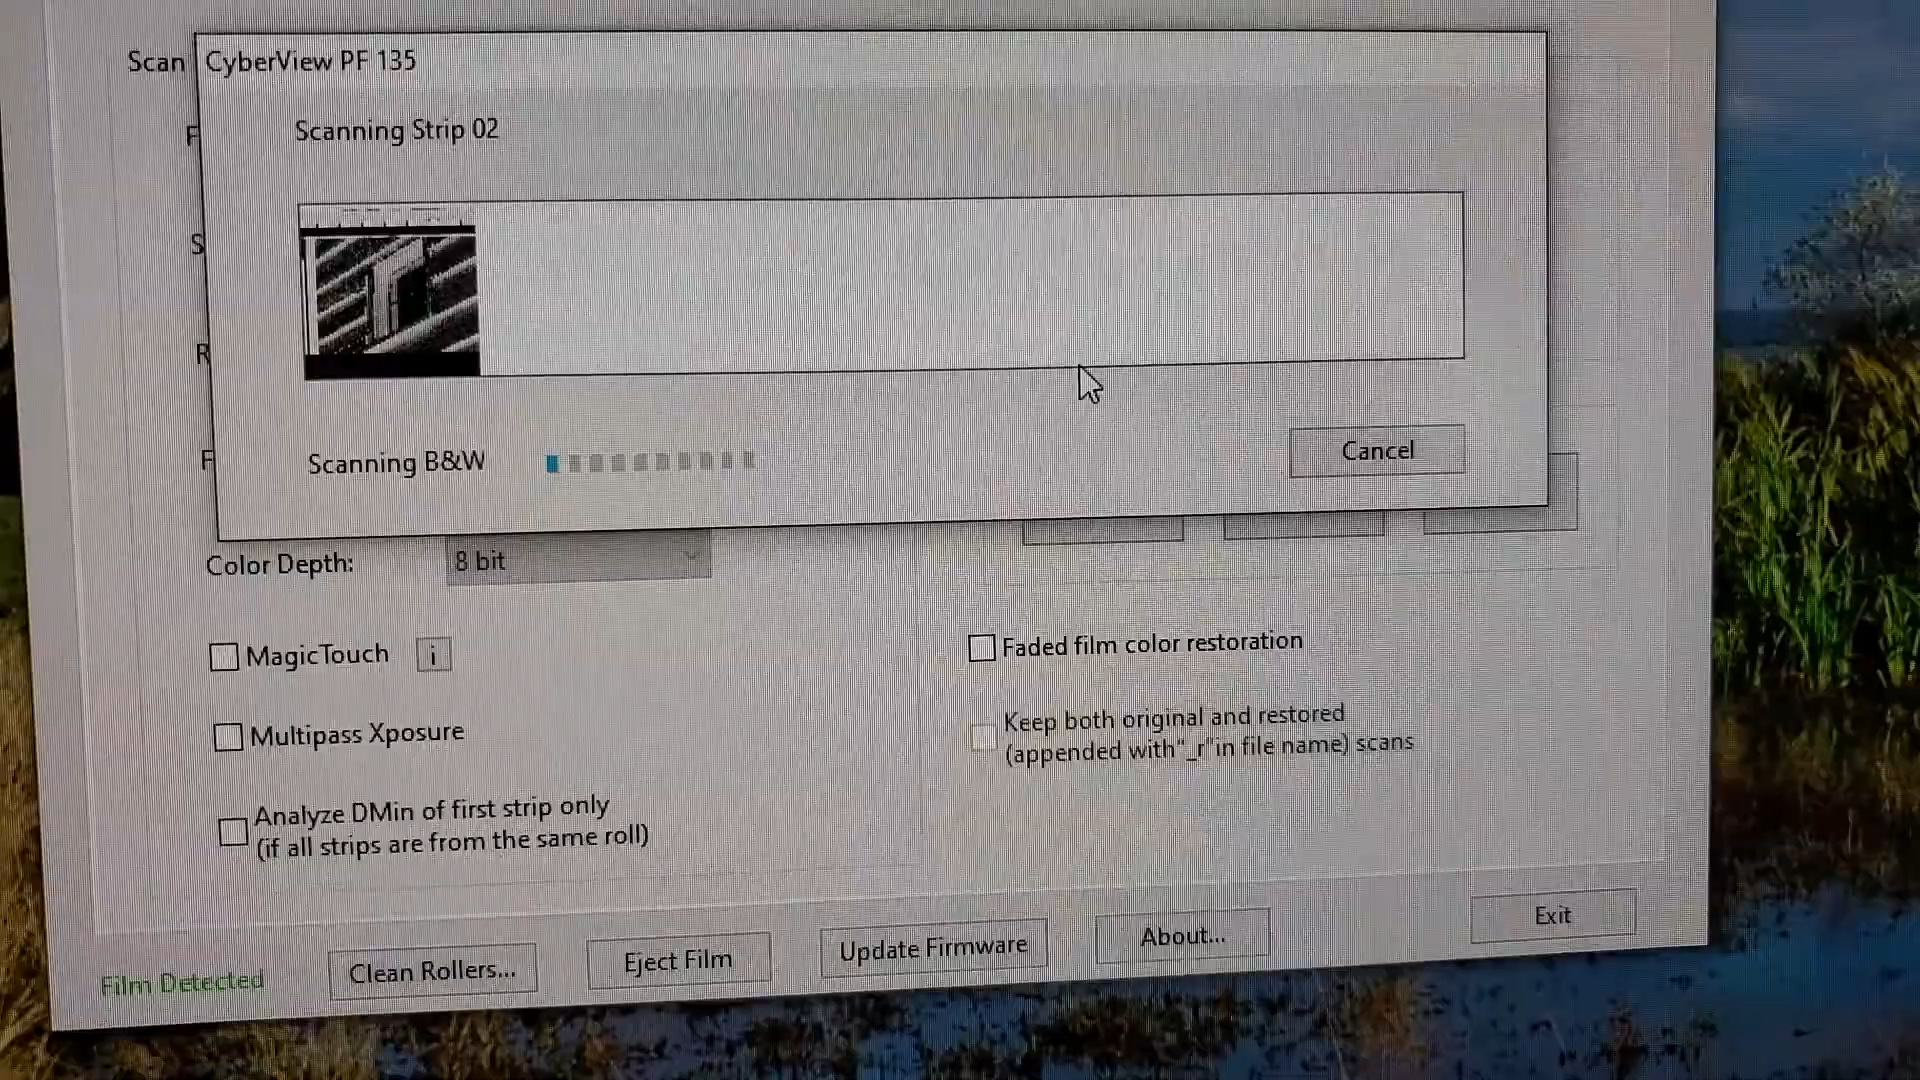 Scan
CyberView PF 135
F
Scanning Strip 02
S
R
F
Scanning B&W
Cancel
Color Depth:
8 bit
MagicTouch
i
Faded film color restoration
Multipass Xposure
Keep both original and restored
(appended with"_r"in file name) scans
Analyze DMin of first strip only
(if all strips are from the same roll)
Film Detected
Clean Rollers...
Eject Film
Update Firmware
About...
Exit